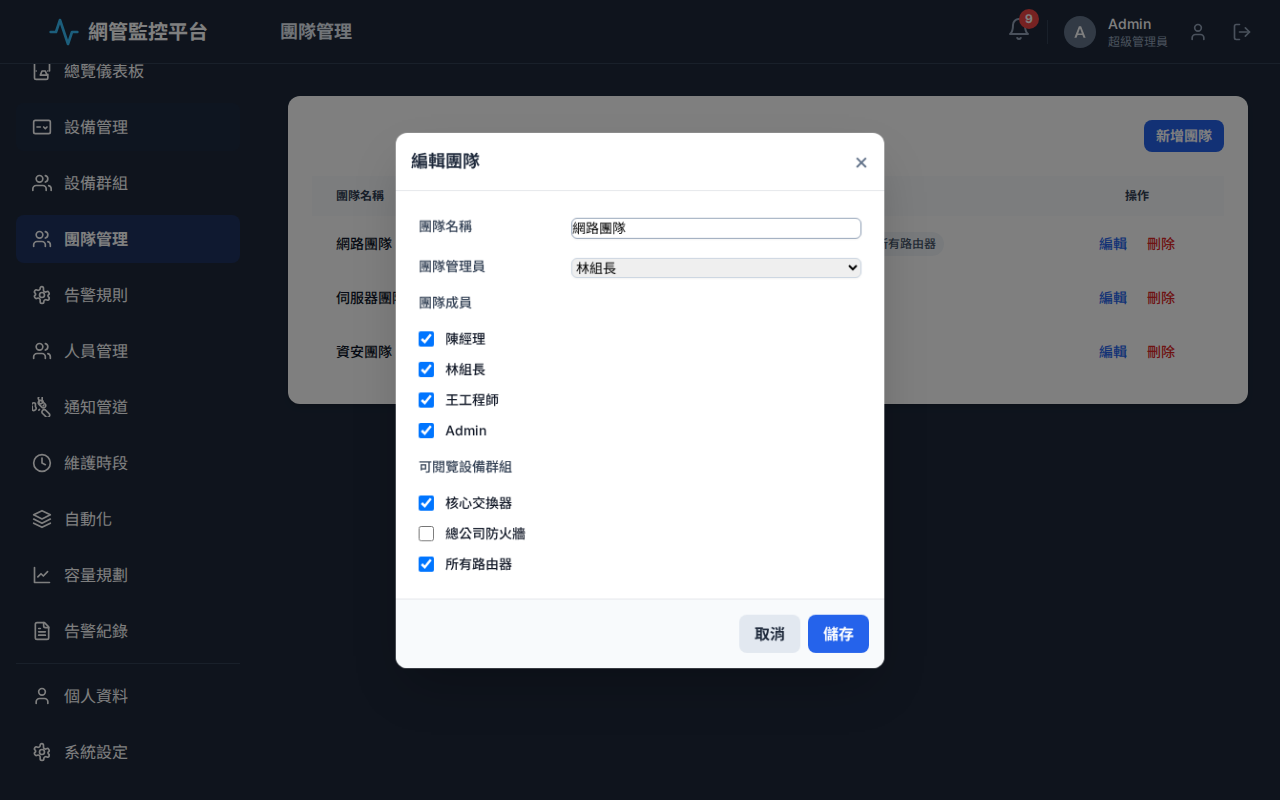 網管監控平台
團隊管理
9
A
Admin
超級管理員
總覽儀表板
設備管理
設備群組
團隊管理
告警規則
人員管理
通知管道
維護時段
自動化
容量規劃
告警紀錄
個人資料
系統設定
新增團隊
團隊名稱
操作
網路團隊
所有路由器
編輯
刪除
伺服器團隊
編輯
刪除
資安團隊
編輯
刪除
編輯團隊
×
團隊名稱
網路團隊
團隊管理員
林組長
團隊成員
陳經理
林組長
王工程師
Admin
可閱覽設備群組
核心交換器
總公司防火牆
所有路由器
取消
儲存